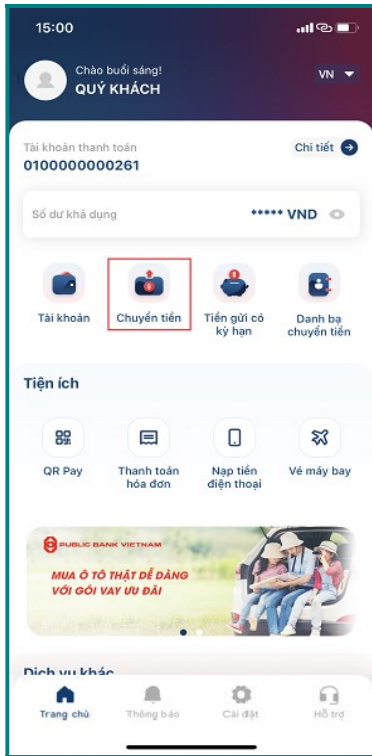 15:00
Chào buổi sáng!
QUÝ KHÁCH
VN
Tài khoản thanh toán
Chi tiết
0100000000261
Số dư khả dụng
***** VND
Tài khoản
Chuyển tiền
Tiền gửi có
kỳ hạn
Danh bạ
chuyển tiền
Tiện ích
QR Pay
Thanh toán
hóa đơn
Nạp tiền
điện thoại
Vé máy bay
PUBLIC BANK VIETNAM
MUA Ô TÔ THẬT DỄ DÀNG
VỚI GÓI VAY ƯU ĐÃI
Dịch vụ khác
Trang chủ
Thông báo
Cài đặt
Hỗ trợ